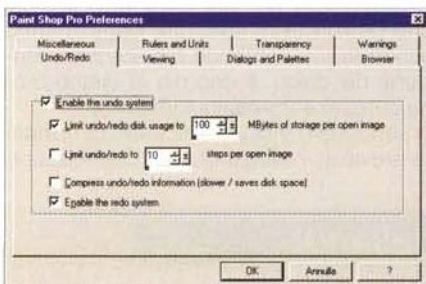 Paint Shop Pro Preferences
Miscellaneous Rulers and Units Transparency Warnings
Undo/Redo Viewing Dialogs and Palettes Browser
Enable the undo system
Limit undo/redo disk usage to 100 MBytes of storage per open image
Limit undo/redo to 10 steps per open image
Compress undo/redo information (slower / saves disk space)
Enable the redo system
OK Annulla ?